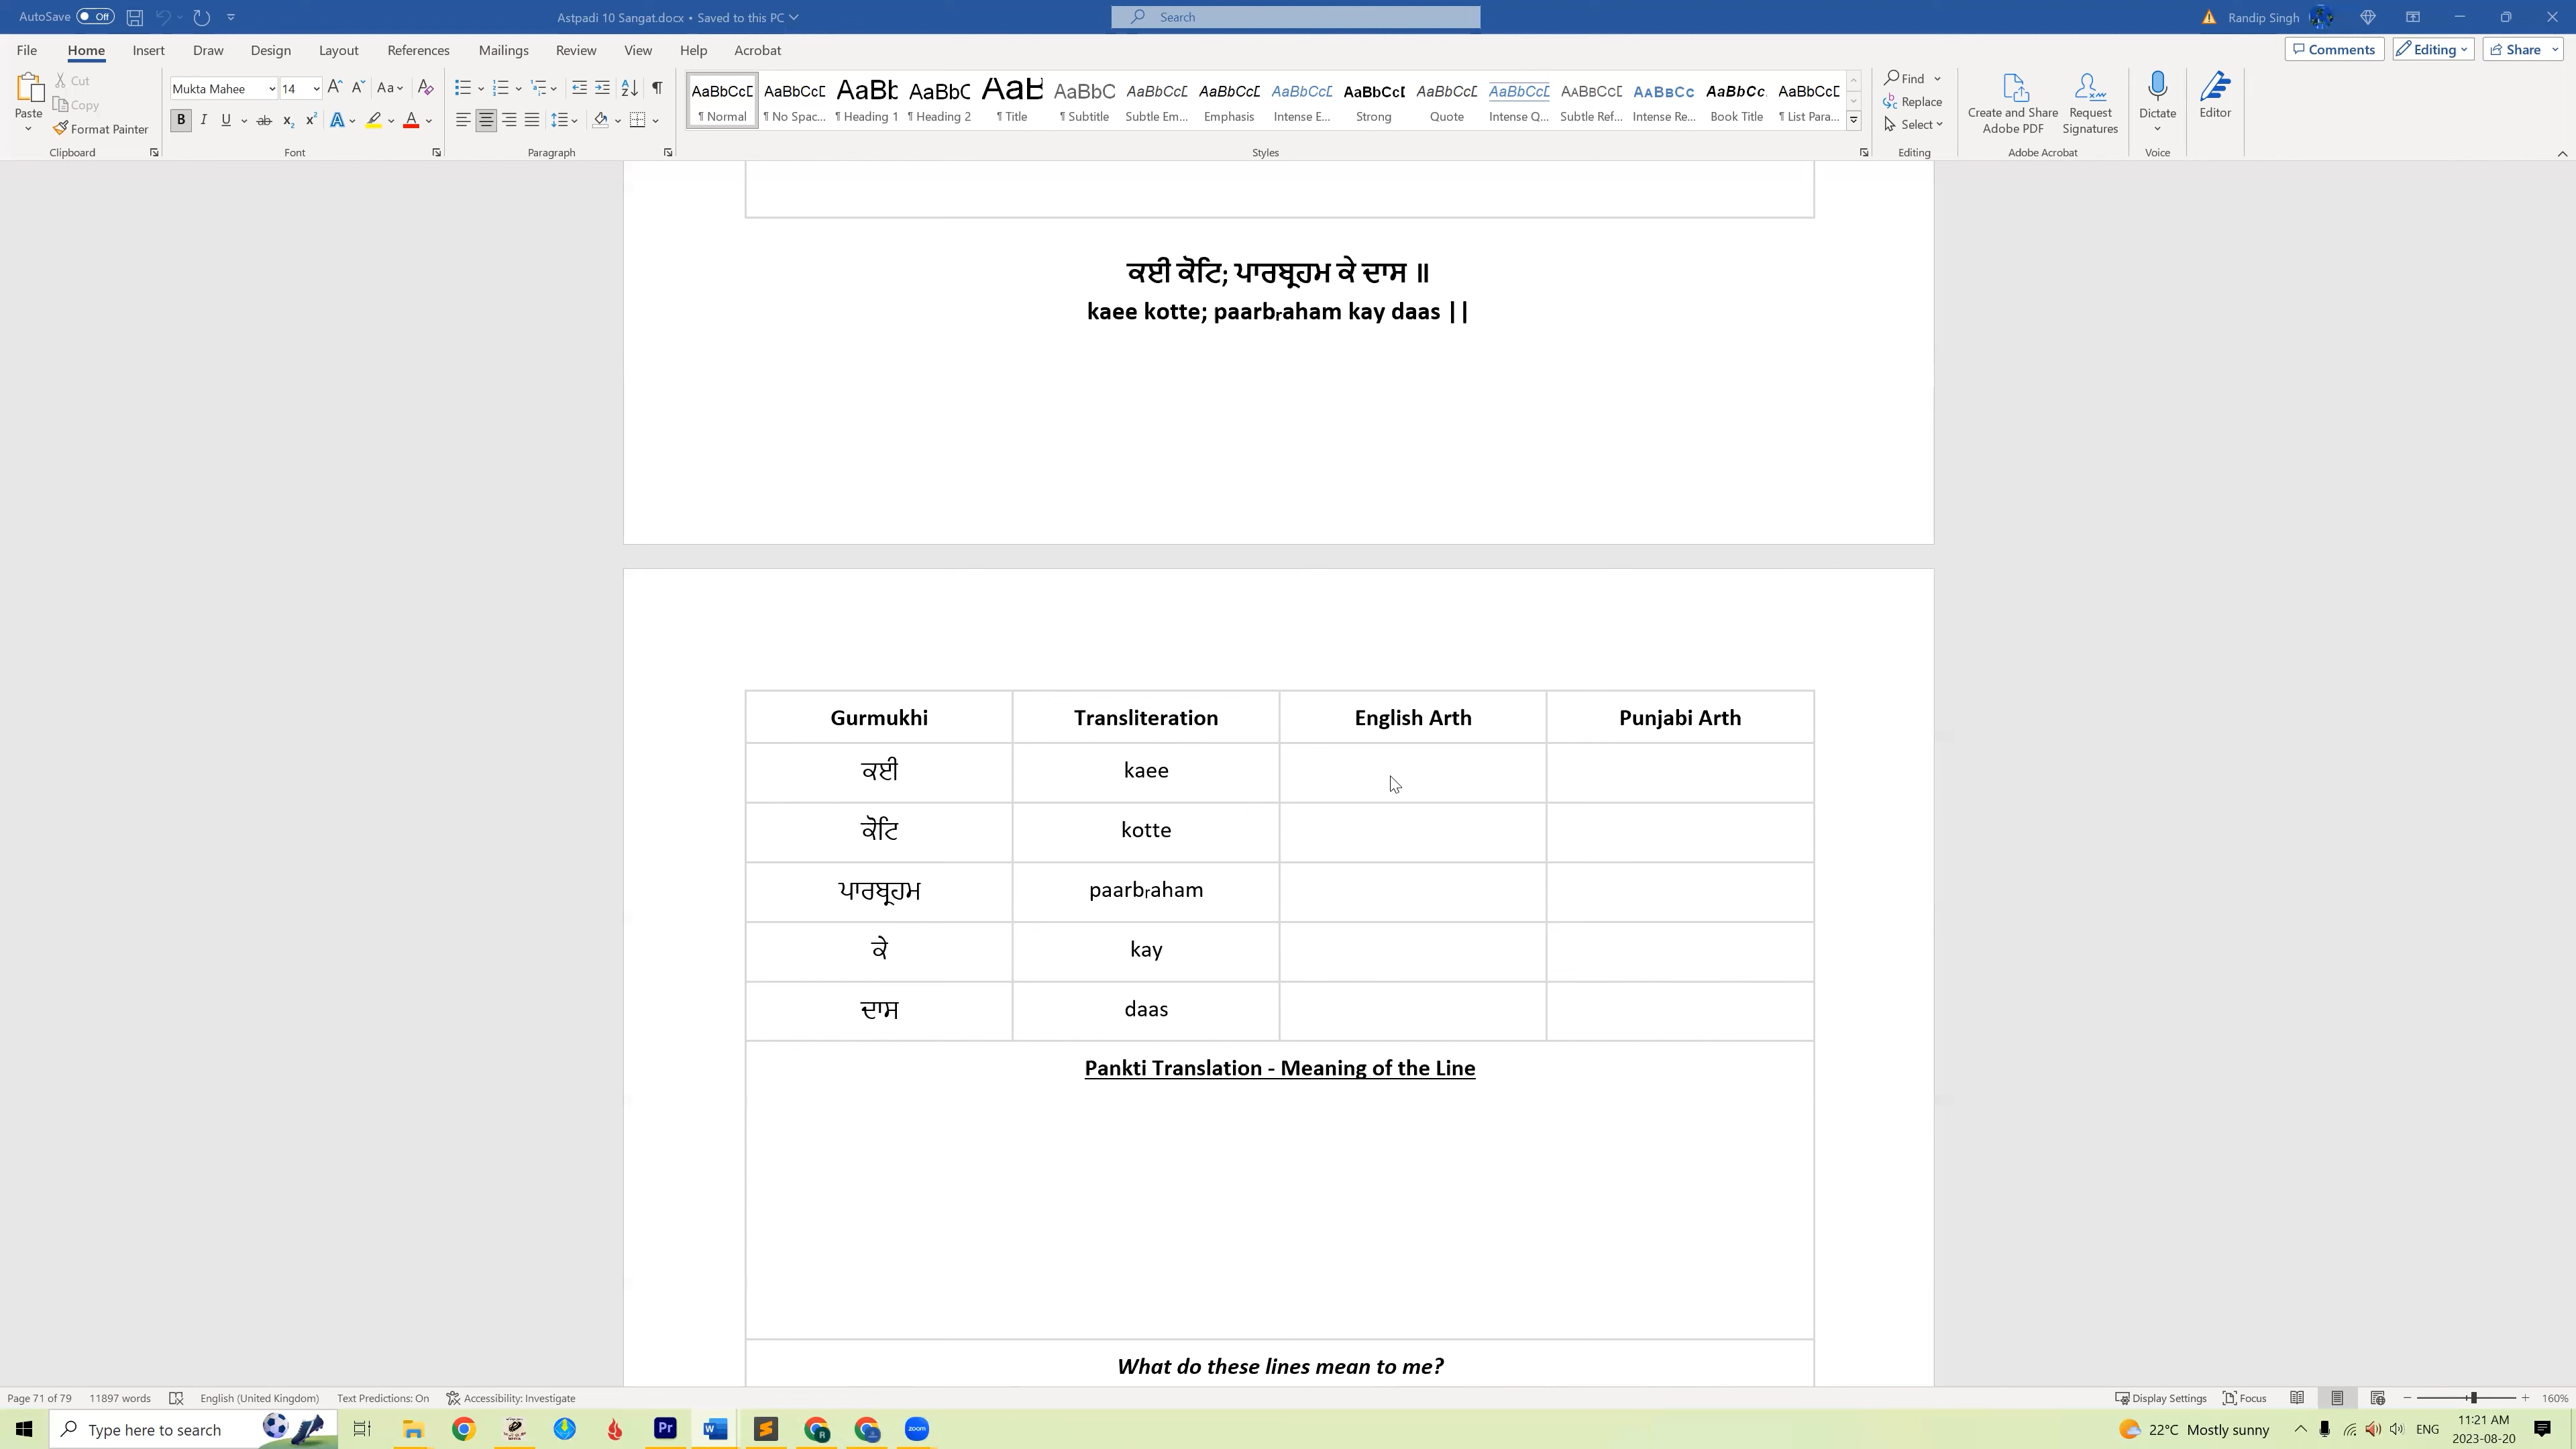 AutoSave Off
Astpadi 10 Sangat.docx • Saved to this PC
Search
Randip Singh
File Home Insert Draw Design Layout References Mailings Review View Help Acrobat
Comments Editing Share
Paste
Cut
Copy
Format Painter
Clipboard
Mukta Mahee 14
Font
Paragraph
AaBbCcD AaBbCcD AaBb AaBbC AaB AaBbC AaBbCcD AaBbCcD AaBbCcD AaBbCcD AaBbCcD AaBbCcD AABBCCD AABBCC AaBbCc AaBbCcD
¶ Normal ¶ No Spac... ¶ Heading 1 ¶ Heading 2 ¶ Title ¶ Subtitle Subtle Em... Emphasis Intense E... Strong Quote Intense Q... Subtle Ref... Intense Re... Book Title ¶ List Para...
Styles
Find
Replace
Select
Editing
Create and Share Adobe PDF
Request Signatures
Adobe Acrobat
Dictate
Voice
Editor
ਕਈ ਕੋਟਿ; ਪਾਰਬ੍ਰਹਮ ਕੇ ਦਾਸ ॥
kaee kotte; paarbᵣaham kay daas ||
Gurmukhi Transliteration English Arth Punjabi Arth
ਕਈ kaee
ਕੋਟਿ kotte
ਪਾਰਬ੍ਰਹਮ paarbᵣaham
ਕੇ kay
ਦਾਸ daas
Pankti Translation - Meaning of the Line
What do these lines mean to me?
Page 71 of 79 11897 words English (United Kingdom) Text Predictions: On Accessibility: Investigate
Display Settings Focus 160%
Type here to search
Pr
zoom
22°C Mostly sunny
ENG
11:21 AM
2023-08-20